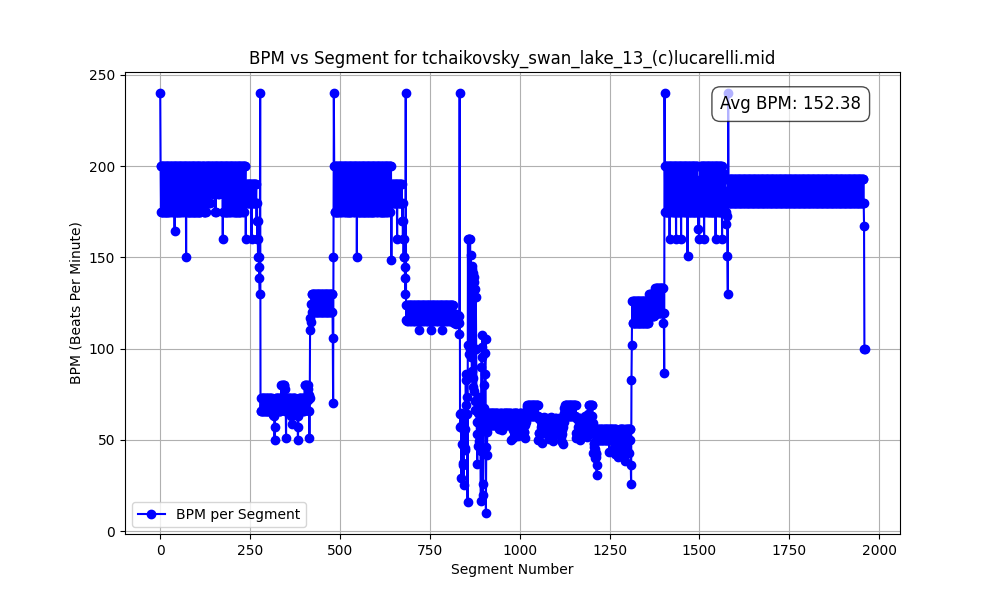 BPM vs Segment for tchaikovsky_swan_lake_13_(c)lucarelli.mid
Avg BPM: 152.38
BPM (Beats Per Minute)
250
200
150
100
50
0
BPM per Segment
0 250 500 750 1000 1250 1500 1750 2000
Segment Number